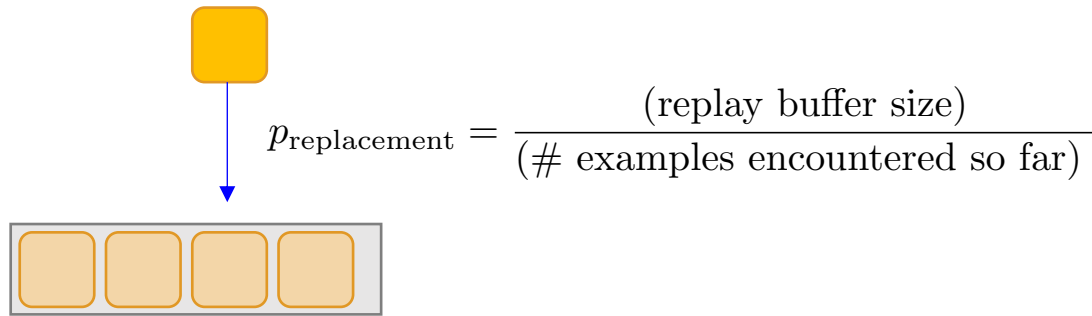 p_replacement = (replay buffer size) / (# examples encountered so far)